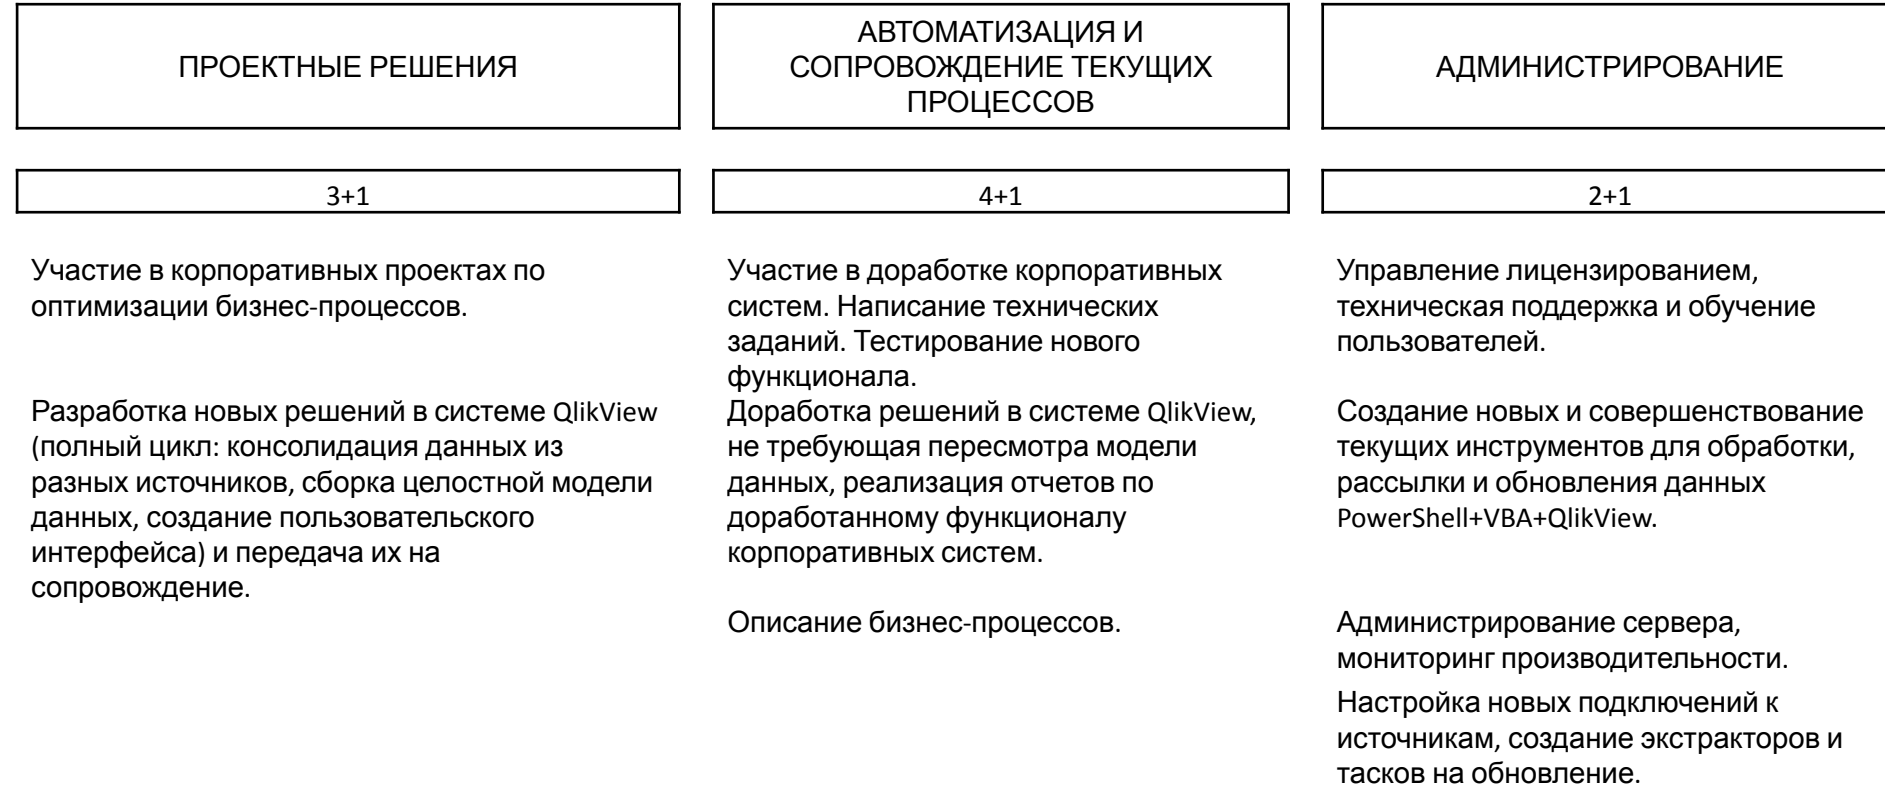 ПРОЕКТНЫЕ РЕШЕНИЯ
АВТОМАТИЗАЦИЯ И
СОПРОВОЖДЕНИЕ ТЕКУЩИХ
ПРОЦЕССОВ
АДМИНИСТРИРОВАНИЕ
3+1
4+1
2+1
Участие в корпоративных проектах по
оптимизации бизнес-процессов.
Участие в доработке корпоративных
систем. Написание технических
заданий. Тестирование нового
функционала.
Управление лицензированием,
техническая поддержка и обучение
пользователей.
Разработка новых решений в системе QlikView
(полный цикл: консолидация данных из
разных источников, сборка целостной модели
данных, создание пользовательского
интерфейса) и передача их на
сопровождение.
Доработка решений в системе QlikView,
не требующая пересмотра модели
данных, реализация отчетов по
доработанному функционалу
корпоративных систем.
Создание новых и совершенствование
текущих инструментов для обработки,
рассылки и обновления данных
PowerShell+VBA+QlikView.
Описание бизнес-процессов.
Администрирование сервера,
мониторинг производительности.
Настройка новых подключений к
источникам, создание экстракторов и
тасков на обновление.